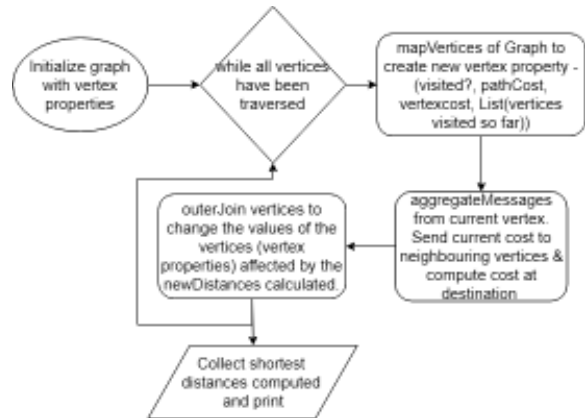 Initialize graph
with vertex
properties
while all vertices
have been
traversed
mapVertices of Graph to
create new vertex property -
(visited?, pathCost,
vertexcost, List(vertices
visited so far))
aggregateMessages
from current vertex.
Send current cost to
neighbouring vertices &
compute cost at
destination
outerJoin vertices to
change the values of the
vertices (vertex
properties) affected by the
newDistances calculated.
Collect shortest
distances computed
and print